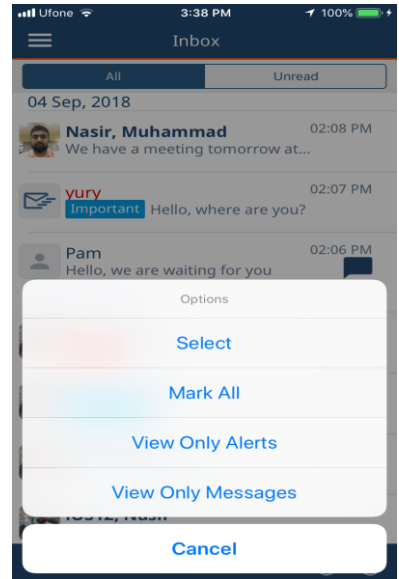 Ufone 3:38 PM 100%
Inbox
All Unread
04 Sep, 2018
Nasir, Muhammad 02:08 PM
We have a meeting tomorrow at...
yury 02:07 PM
Important Hello, where are you?
Pam 02:06 PM
Hello, we are waiting for you
Options
Select
Mark All
View Only Alerts
View Only Messages
Cancel